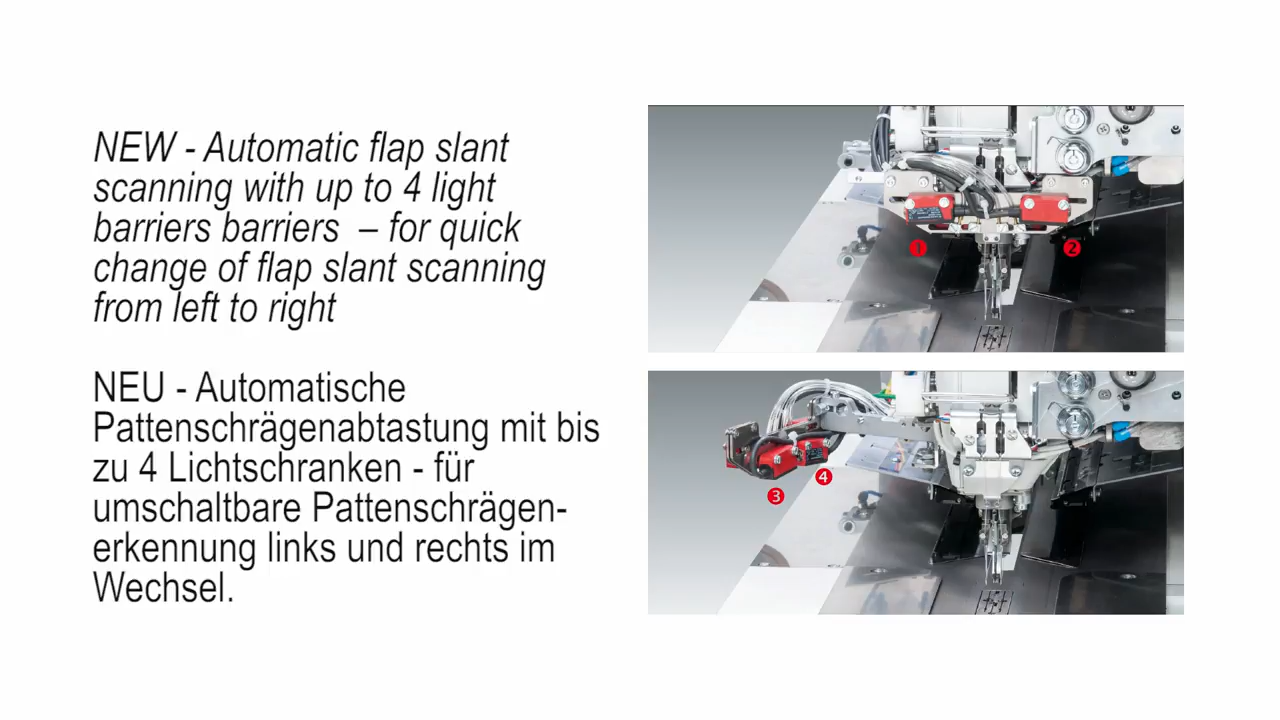 NEW - Automatic flap slant
scanning with up to 4 light
barriers barriers – for quick
change of flap slant scanning
from left to right
NEU - Automatische
Pattenschrägenabtastung mit bis
zu 4 Lichtschranken - für
umschaltbare Pattenschrägen-
erkennung links und rechts im
Wechsel.
1 2
3 4